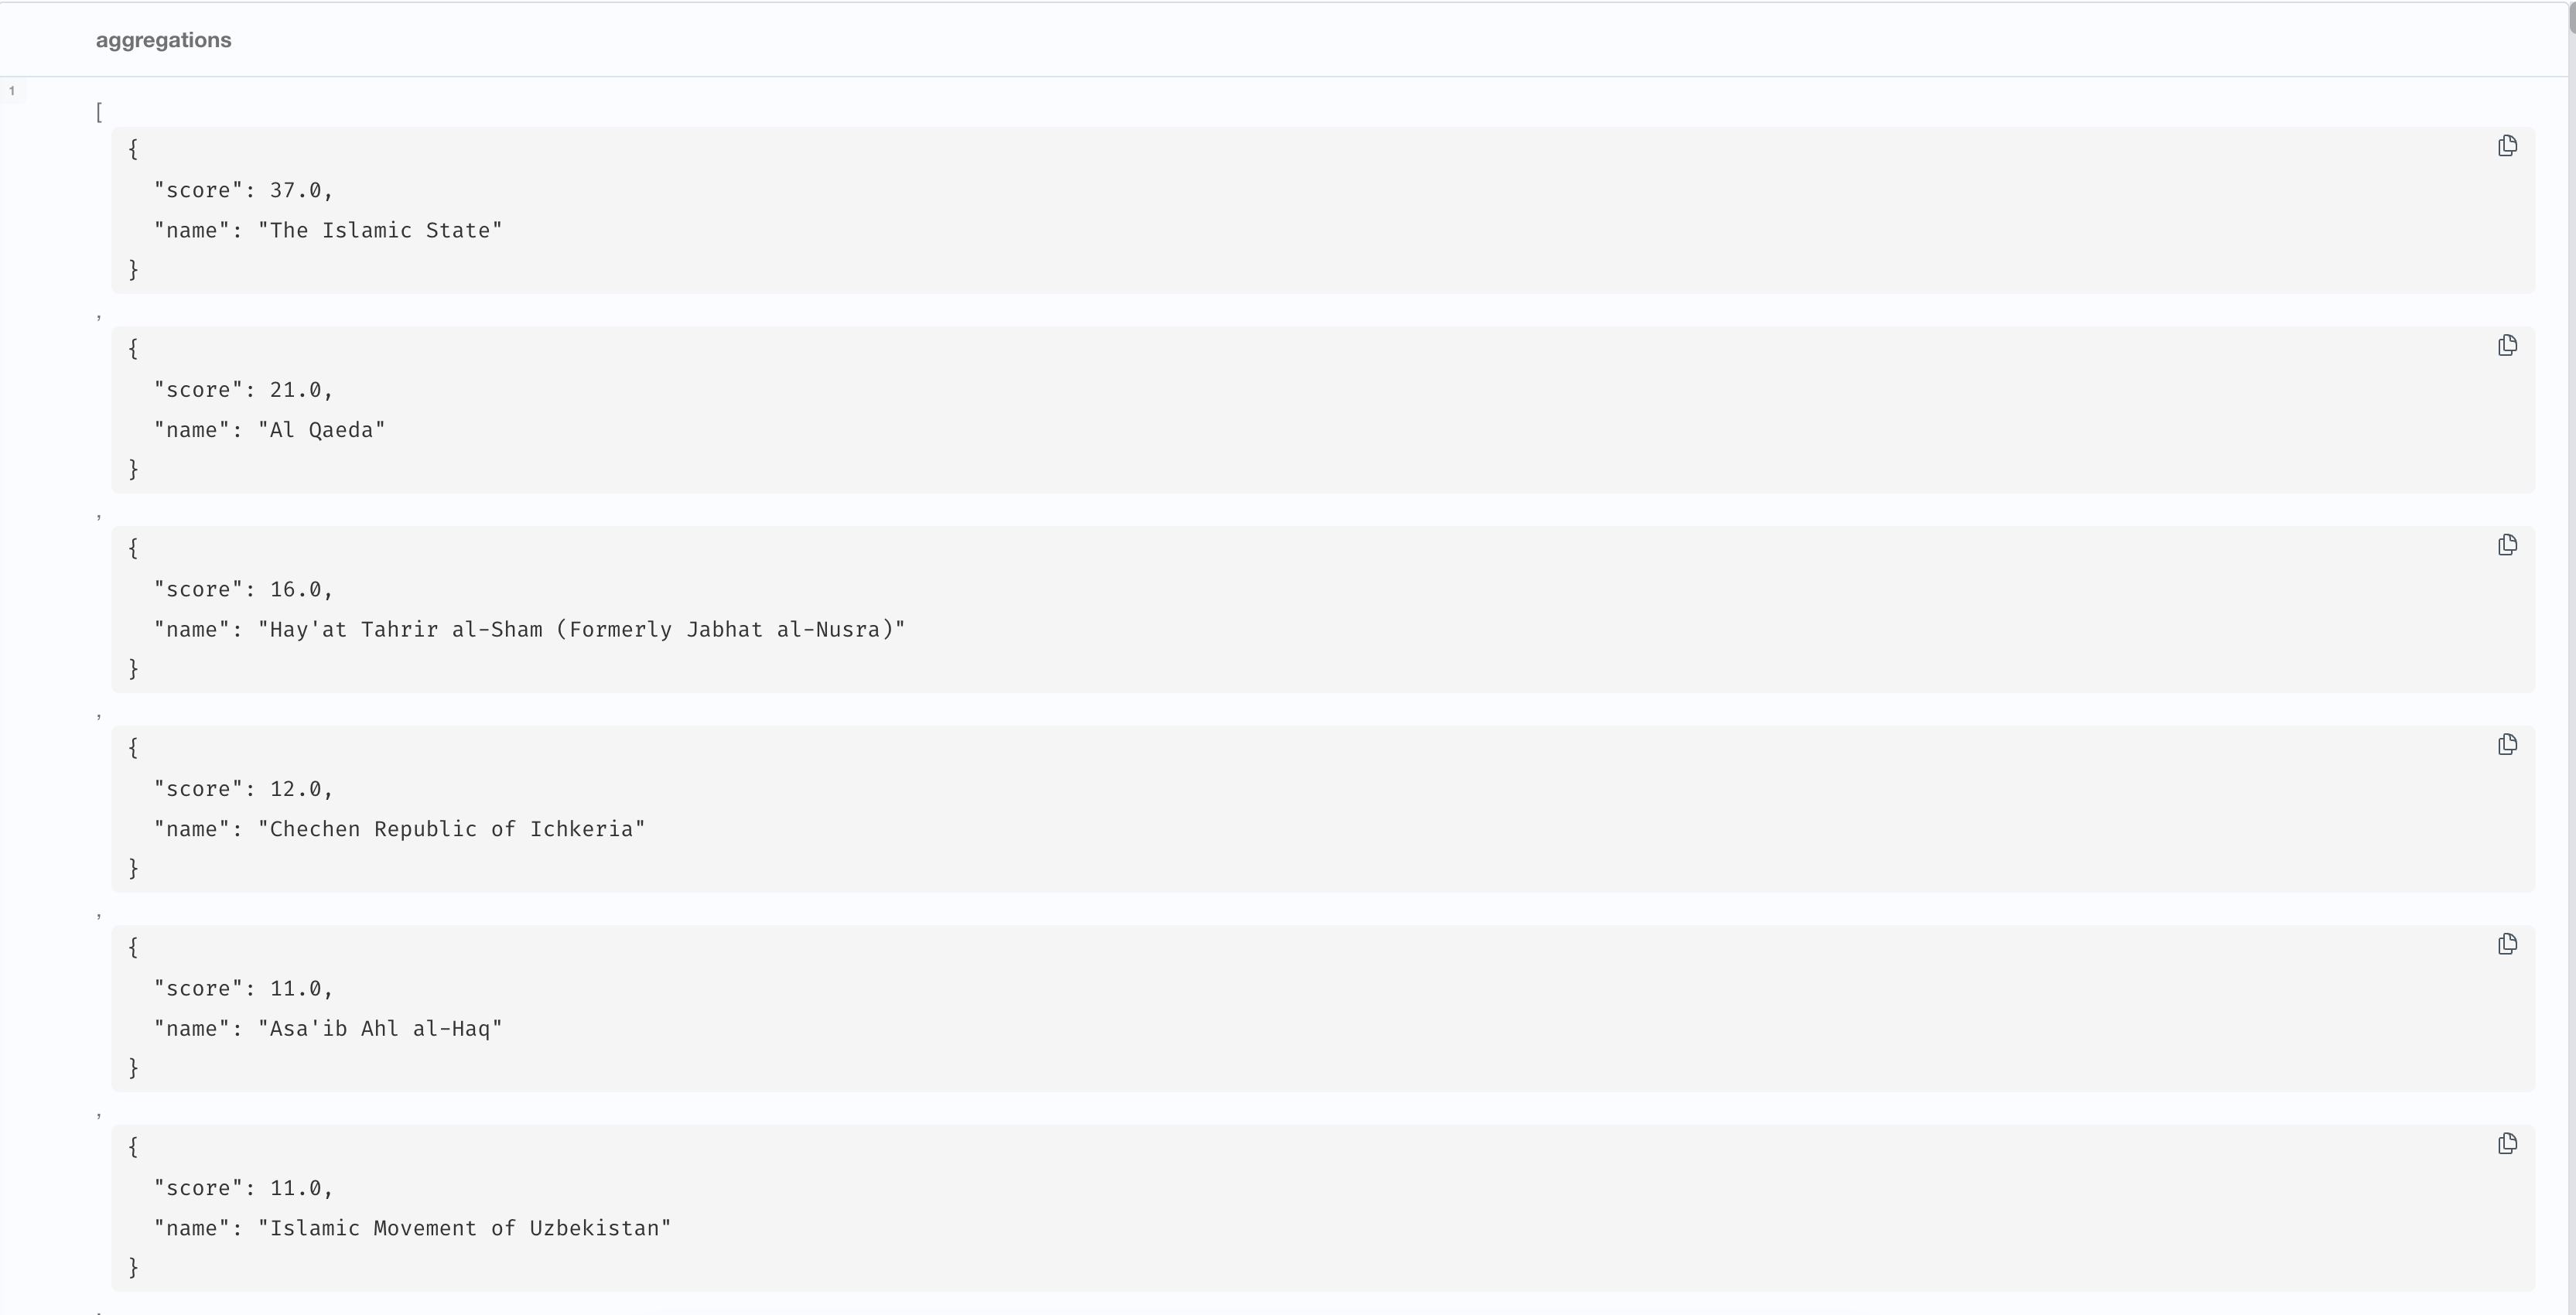 aggregations
1
[
{
"score": 37.0,
"name": "The Islamic State"
}
,
{
"score": 21.0,
"name": "Al Qaeda"
}
,
{
"score": 16.0,
"name": "Hay'at Tahrir al-Sham (Formerly Jabhat al-Nusra)"
}
,
{
"score": 12.0,
"name": "Chechen Republic of Ichkeria"
}
,
{
"score": 11.0,
"name": "Asa'ib Ahl al-Haq"
}
,
{
"score": 11.0,
"name": "Islamic Movement of Uzbekistan"
}